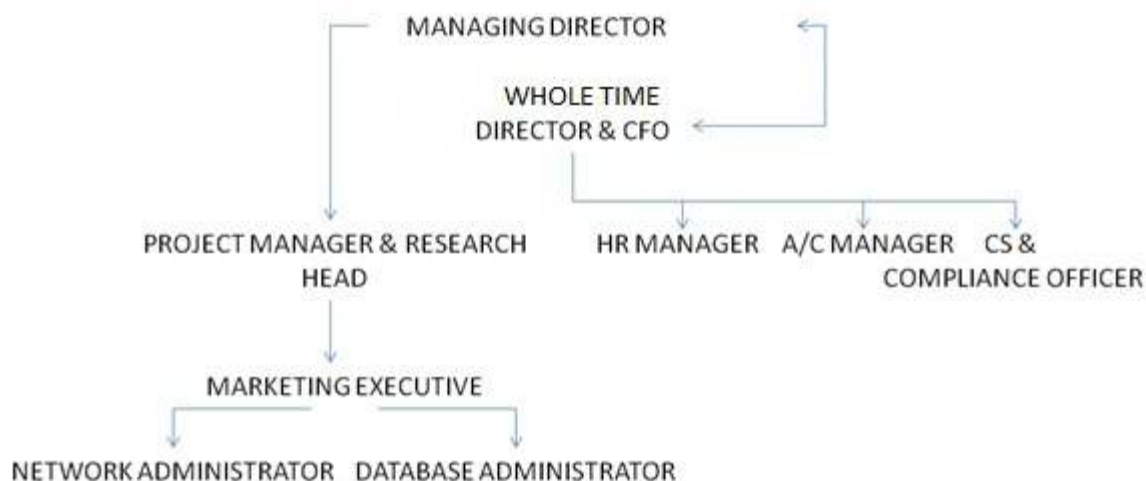 MANAGING DIRECTOR
WHOLE TIME
DIRECTOR & CFO
PROJECT MANAGER & RESEARCH
HEAD
HR MANAGER
A/C MANAGER
CS &
COMPLIANCE OFFICER
MARKETING EXECUTIVE
NETWORK ADMINISTRATOR
DATABASE ADMINISTRATOR